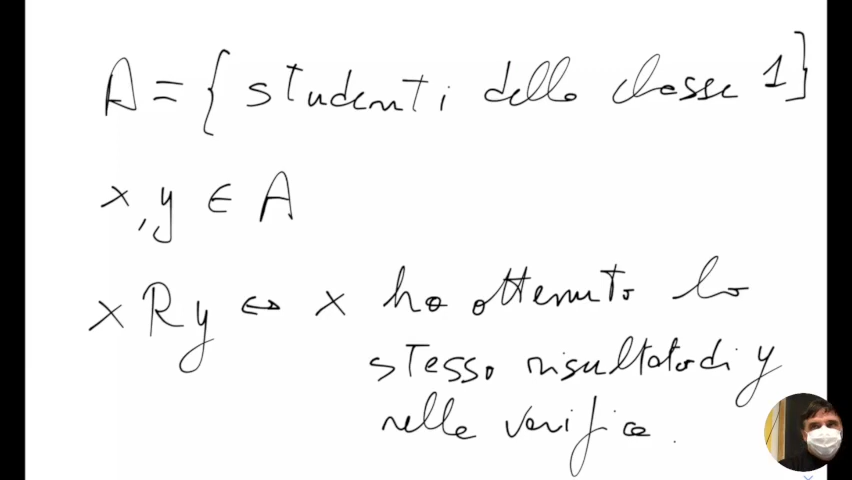 A = { studenti della classe 1 }
x, y ∈ A
x R y ↔ x ha ottenuto lo
stesso risultato di y
nella verifica.